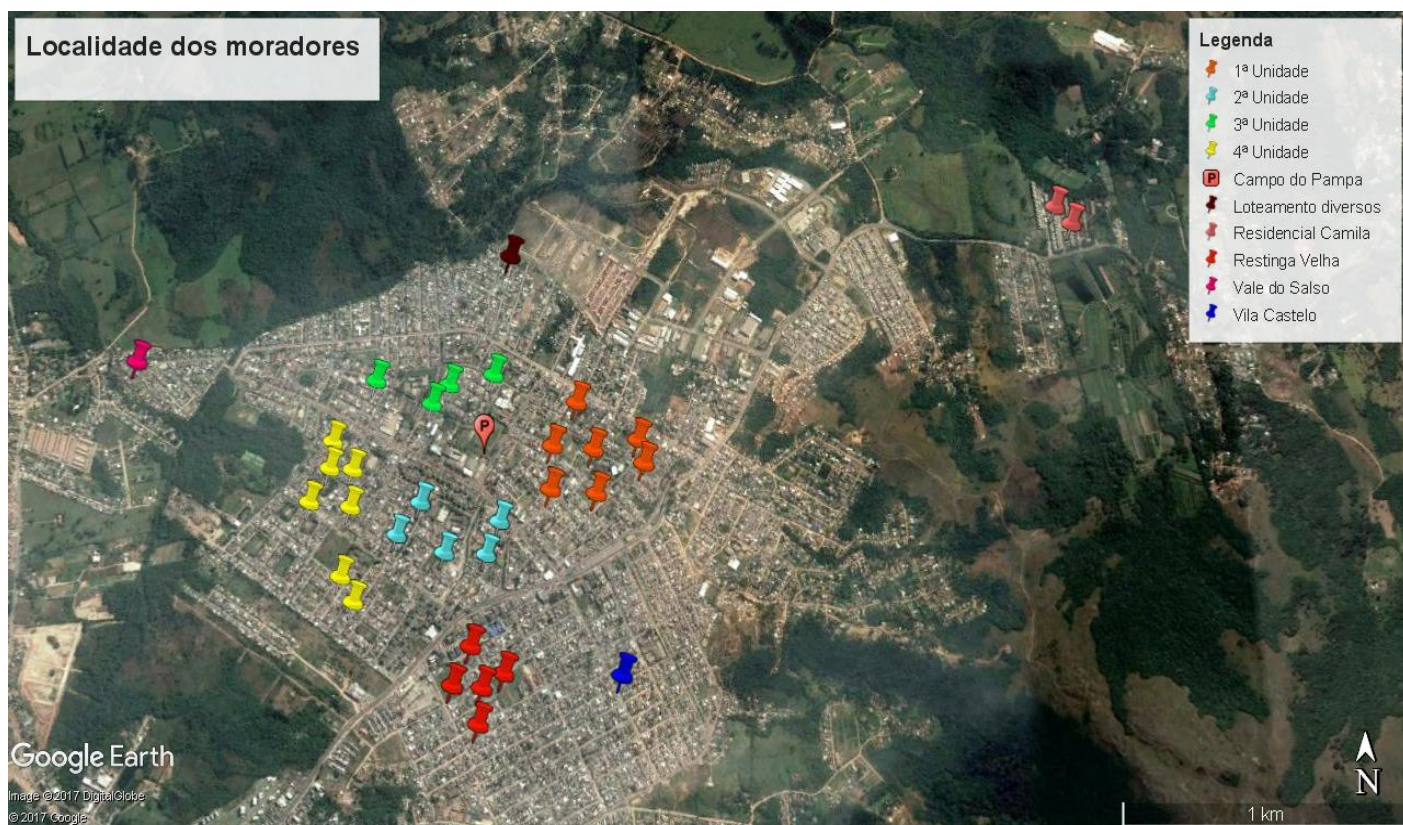 Localidade dos moradores
Legenda
1ª Unidade
2ª Unidade
3ª Unidade
4ª Unidade
P Campo do Pampa
Loteamento diversos
Residencial Camila
Restinga Velha
Vale do Salso
Vila Castelo
P
Google Earth
Image ©2017 DigitalGlobe
© 2017 Google
N
1 km